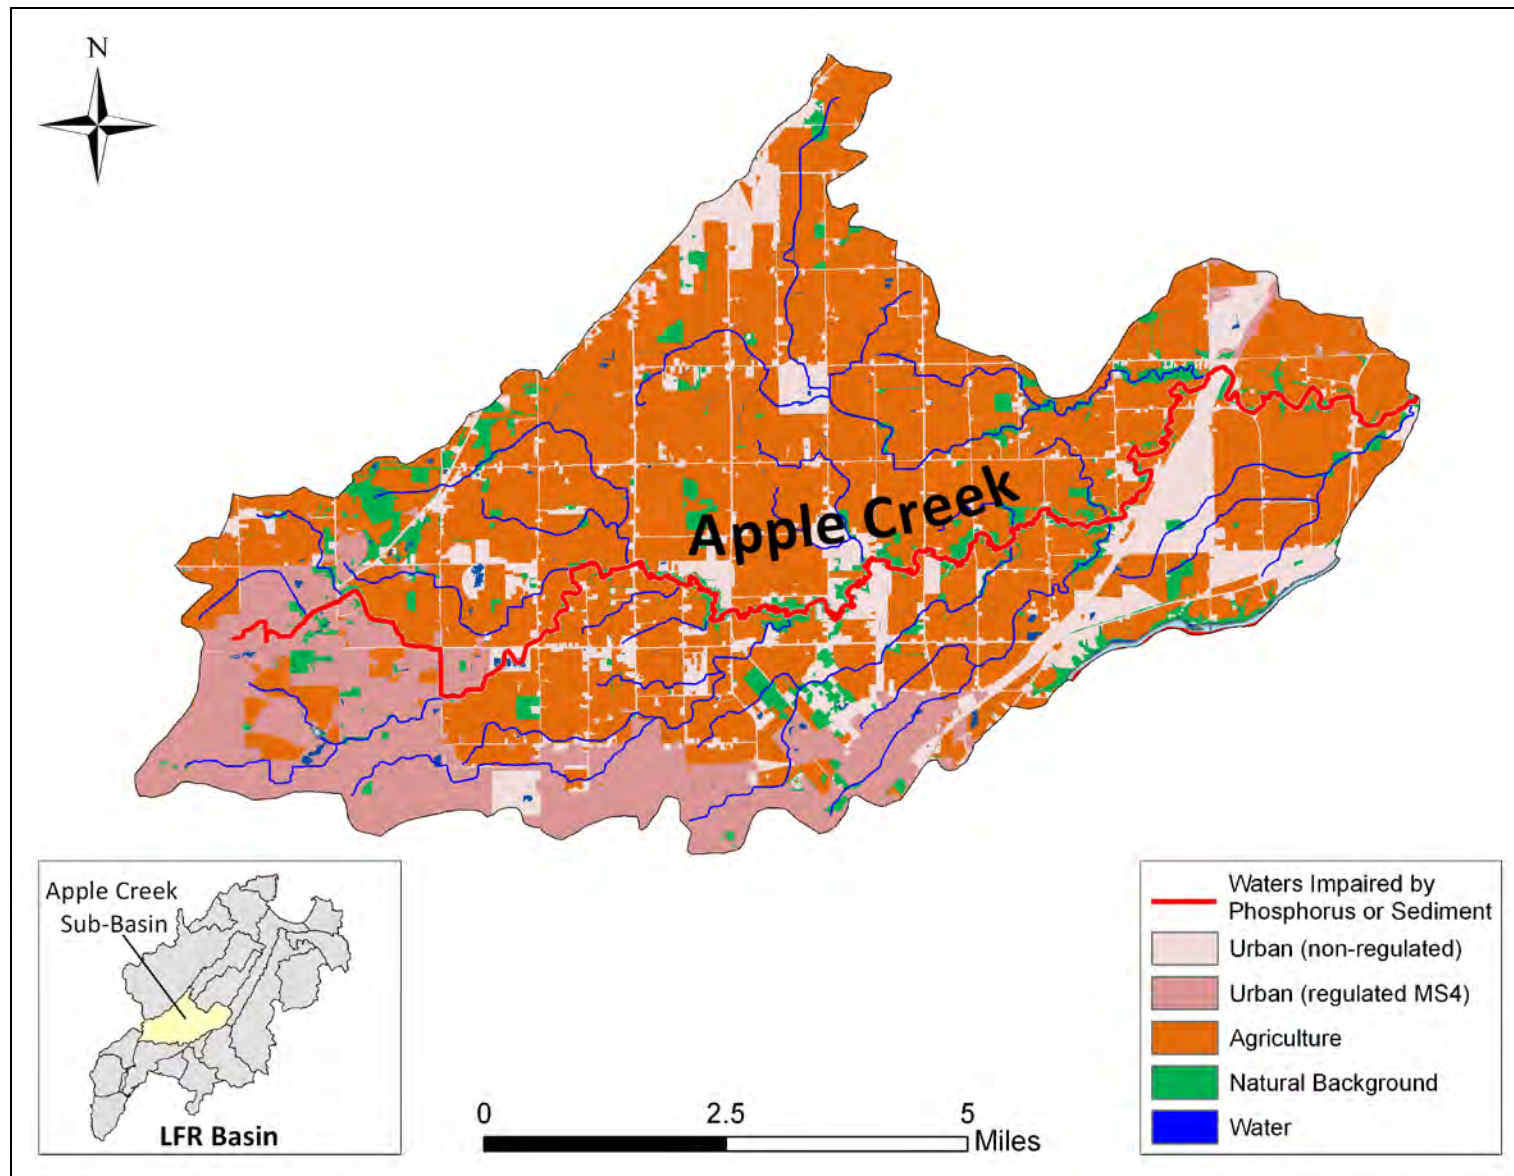 N
Apple Creek
Apple Creek
Sub-Basin
LFR Basin
0 2.5 5
Miles
Waters Impaired by
Phosphorus or Sediment
Urban (non-regulated)
Urban (regulated MS4)
Agriculture
Natural Background
Water